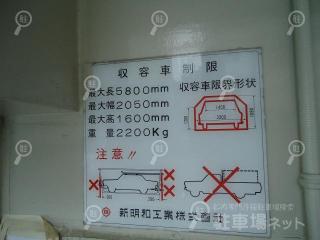 収容車制限
最大長5800mm
最大幅2050mm
最大高1600mm
重量2200Kg
収容車限界形状
注意!!
新明和工業株式会社
駐車場ネット